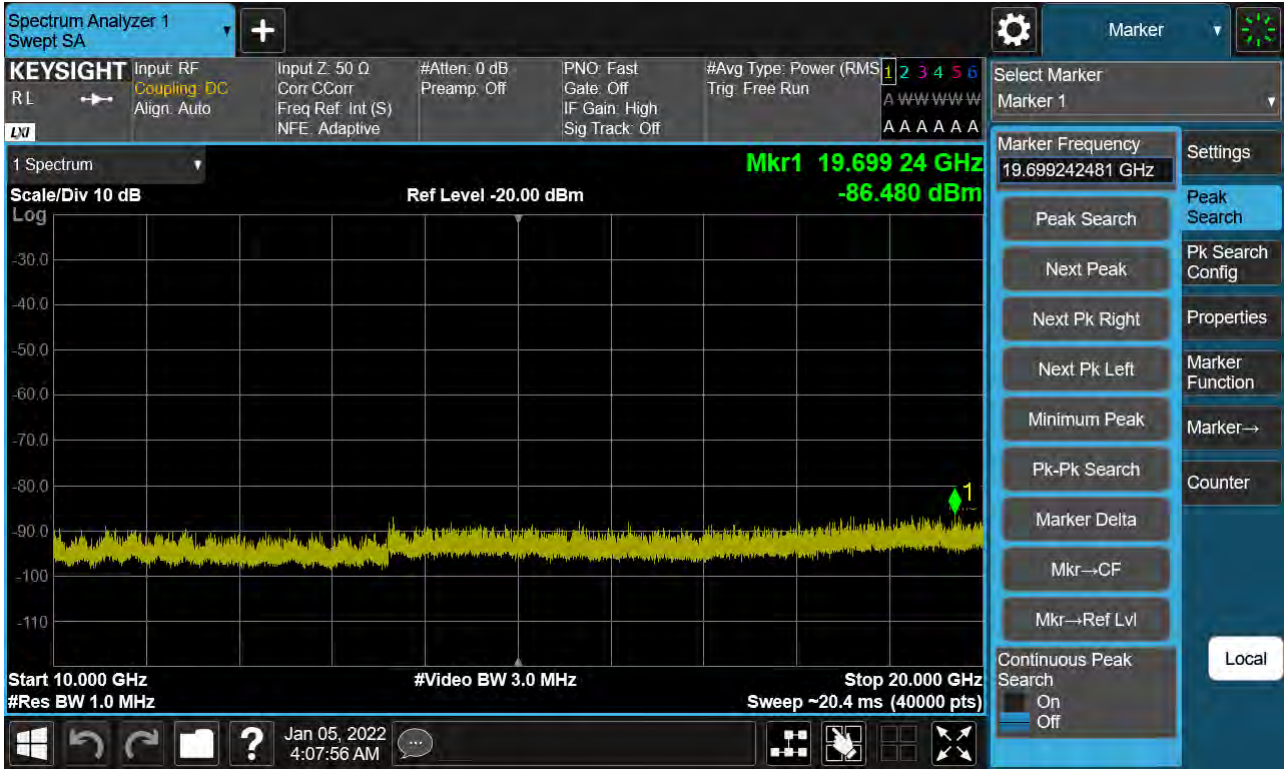 Spectrum Analyzer 1
Swept SA
+
Marker
KEYSIGHT
RL
LXI
Input: RF
Coupling: DC
Align: Auto
Input Z: 50 Ω
Corr CCorr
Freq Ref: Int (S)
NFE: Adaptive
#Atten: 0 dB
Preamp: Off
PNO: Fast
Gate: Off
IF Gain: High
Sig Track: Off
#Avg Type: Power (RMS
Trig: Free Run
1 2 3 4 5 6
A W W W W W
A A A A A A
Select Marker
Marker 1
1 Spectrum
Mkr1 19.699 24 GHz
Scale/Div 10 dB
Ref Level -20.00 dBm
-86.480 dBm
Log
-30.0
-40.0
-50.0
-60.0
-70.0
-80.0
-90.0
-100
-110
1
Start 10.000 GHz
#Video BW 3.0 MHz
Stop 20.000 GHz
#Res BW 1.0 MHz
Sweep ~20.4 ms (40000 pts)
Marker Frequency
19.699242481 GHz
Peak Search
Next Peak
Next Pk Right
Next Pk Left
Minimum Peak
Pk-Pk Search
Marker Delta
Mkr→CF
Mkr→Ref Lvl
Continuous Peak
Search
On
Off
Settings
Peak
Search
Pk Search
Config
Properties
Marker
Function
Marker→
Counter
Local
?
Jan 05, 2022
4:07:56 AM